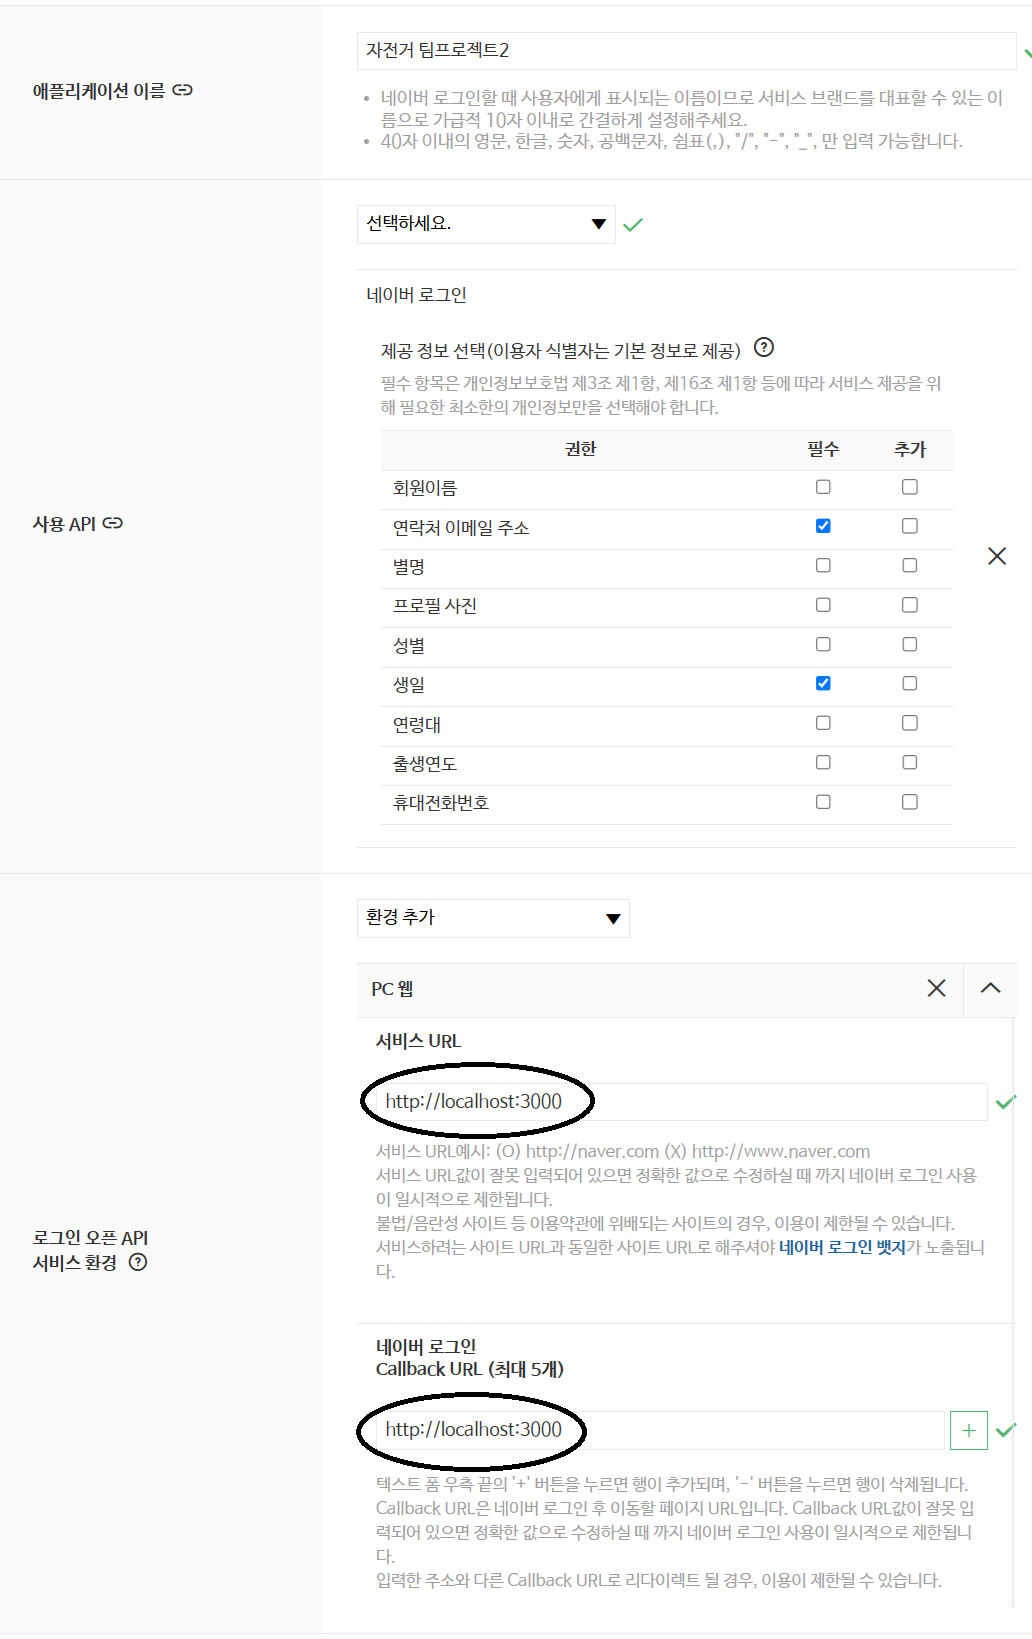 애플리케이션 이름
자전거 팀프로젝트2
• 네이버 로그인할 때 사용자에게 표시되는 이름이므로 서비스 브랜드를 대표할 수 있는 이
름으로 가급적 10자 이내로 간결하게 설정해주세요.
• 40자 이내의 영문, 한글, 숫자, 공백문자, 쉼표(,), "/", "-", "_", 만 입력 가능합니다.
사용 API
선택하세요.
네이버 로그인
제공 정보 선택(이용자 식별자는 기본 정보로 제공)
필수 항목은 개인정보보호법 제3조 제1항, 제16조 제1항 등에 따라 서비스 제공을 위
해 필요한 최소한의 개인정보만을 선택해야 합니다.
권한 필수 추가
회원이름
연락처 이메일 주소
별명
프로필 사진
성별
생일
연령대
출생연도
휴대전화번호
로그인 오픈 API
서비스 환경
환경 추가
PC 웹
서비스 URL
http://localhost:3000
서비스 URL예시: (O) http://naver.com (X) http://www.naver.com
서비스 URL값이 잘못 입력되어 있으면 정확한 값으로 수정하실 때 까지 네이버 로그인 사용
이 일시적으로 제한됩니다.
불법/음란성 사이트 등 이용약관에 위배되는 사이트의 경우, 이용이 제한될 수 있습니다.
서비스하려는 사이트 URL과 동일한 사이트 URL로 해주셔야 네이버 로그인 뱃지가 노출됩니
다.
네이버 로그인
Callback URL (최대 5개)
http://localhost:3000
텍스트 폼 우측 끝의 '+' 버튼을 누르면 행이 추가되며, '-' 버튼을 누르면 행이 삭제됩니다.
Callback URL은 네이버 로그인 후 이동할 페이지 URL입니다. Callback URL값이 잘못 입
력되어 있으면 정확한 값으로 수정하실 때 까지 네이버 로그인 사용이 일시적으로 제한됩니
다.
입력한 주소와 다른 Callback URL로 리다이렉트 될 경우, 이용이 제한될 수 있습니다.